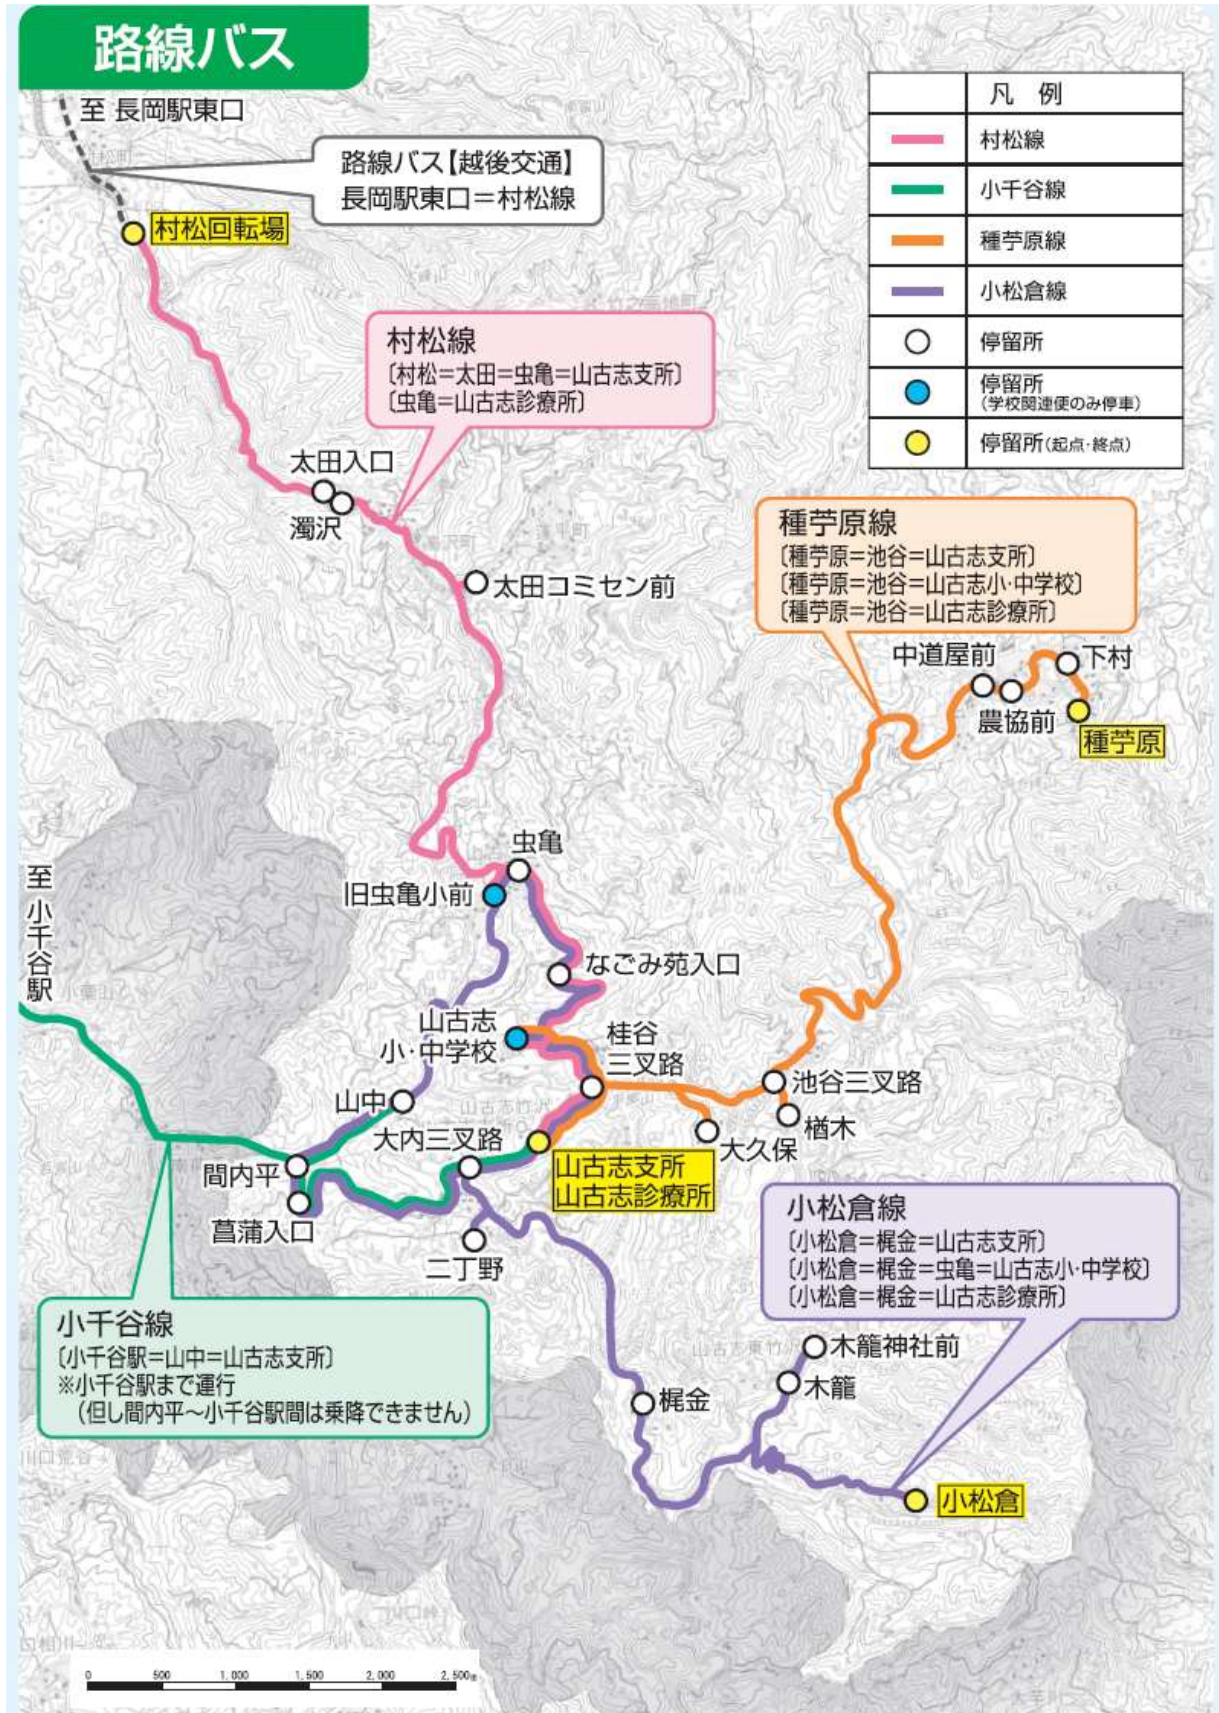 路線バス
至 長岡駅東口
路線バス【越後交通】
長岡駅東口＝村松線
村松回転場
凡 例
村松線
小千谷線
種苧原線
小松倉線
停留所
停留所
(学校関連便のみ停車)
停留所(起点・終点)
村松線
〔村松＝太田＝虫亀＝山古志支所〕
〔虫亀＝山古志診療所〕
太田入口
濁沢
太田コミセン前
種苧原線
〔種苧原＝池谷＝山古志支所〕
〔種苧原＝池谷＝山古志小・中学校〕
〔種苧原＝池谷＝山古志診療所〕
中道屋前
下村
農協前
種苧原
虫亀
旧虫亀小前
至 小千谷駅
なごみ苑入口
山古志
小・中学校
桂谷
三叉路
池谷三叉路
楢木
大久保
山中
大内三叉路
山古志支所
山古志診療所
間内平
菖蒲入口
二丁野
小松倉線
〔小松倉＝梶金＝山古志支所〕
〔小松倉＝梶金＝虫亀＝山古志小・中学校〕
〔小松倉＝梶金＝山古志診療所〕
小千谷線
〔小千谷駅＝山中＝山古志支所〕
※小千谷駅まで運行
（但し間内平～小千谷駅間は乗降できません）
木籠神社前
木籠
梶金
小松倉
0 500 1,000 1,500 2,000 2,500